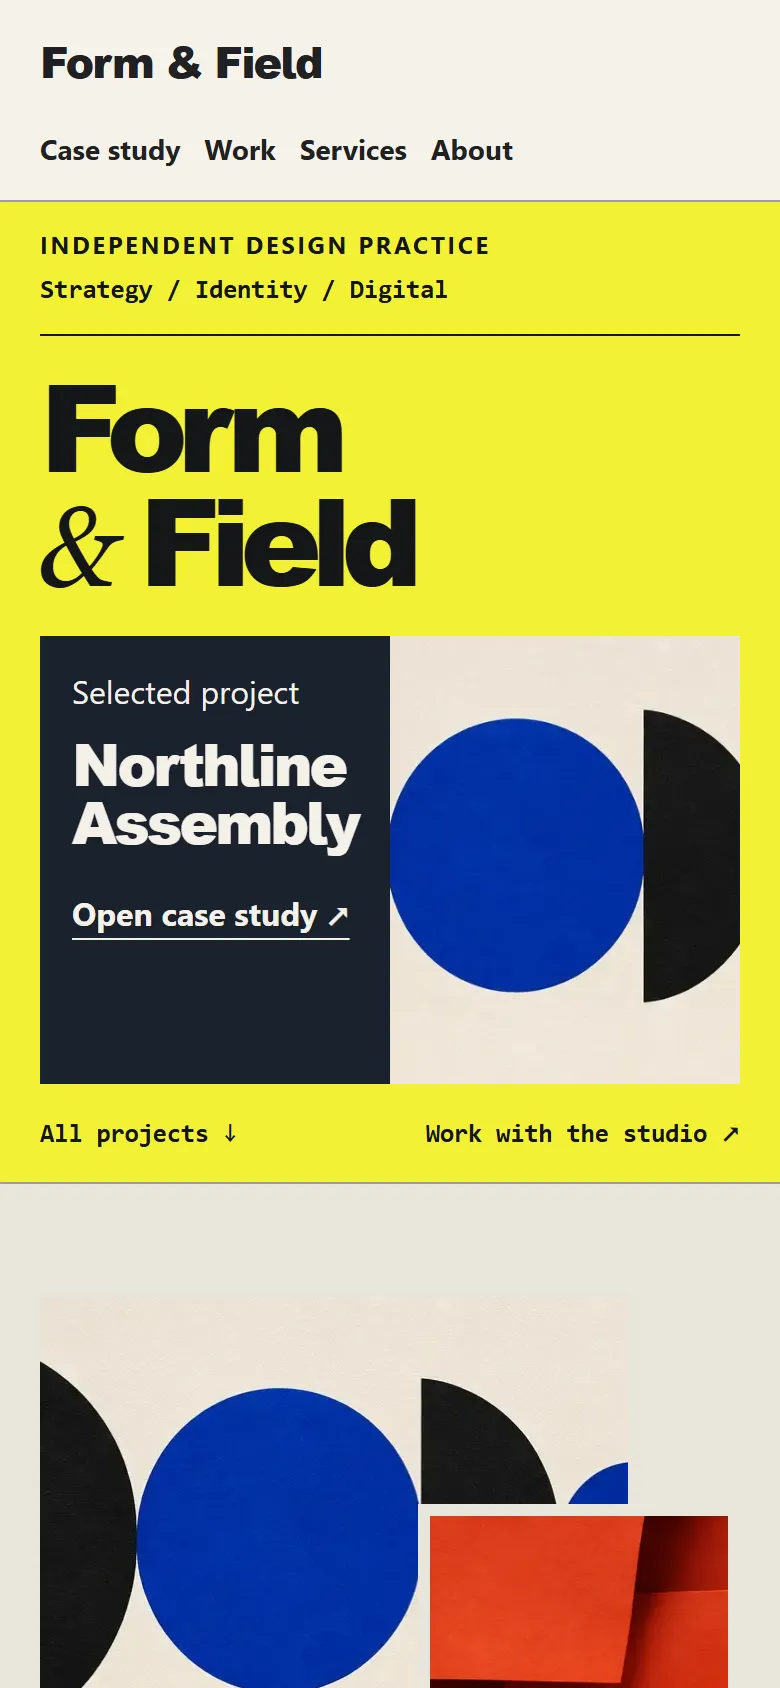 Form & Field
Case study Work Services About
INDEPENDENT DESIGN PRACTICE
Strategy / Identity / Digital
Form
& Field
Selected project
Northline
Assembly
Open case study ↗
All projects ↓ Work with the studio ↗